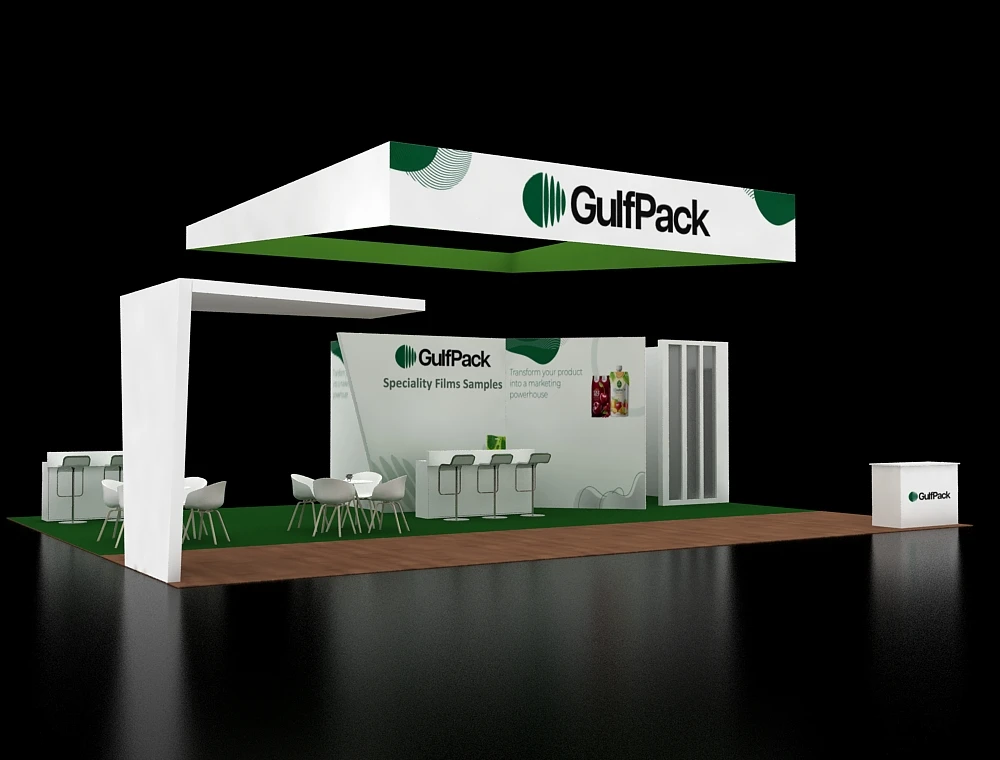 GulfPack
GulfPack
Speciality Films Samples
Transform your product
into a marketing
powerhouse
GulfPack